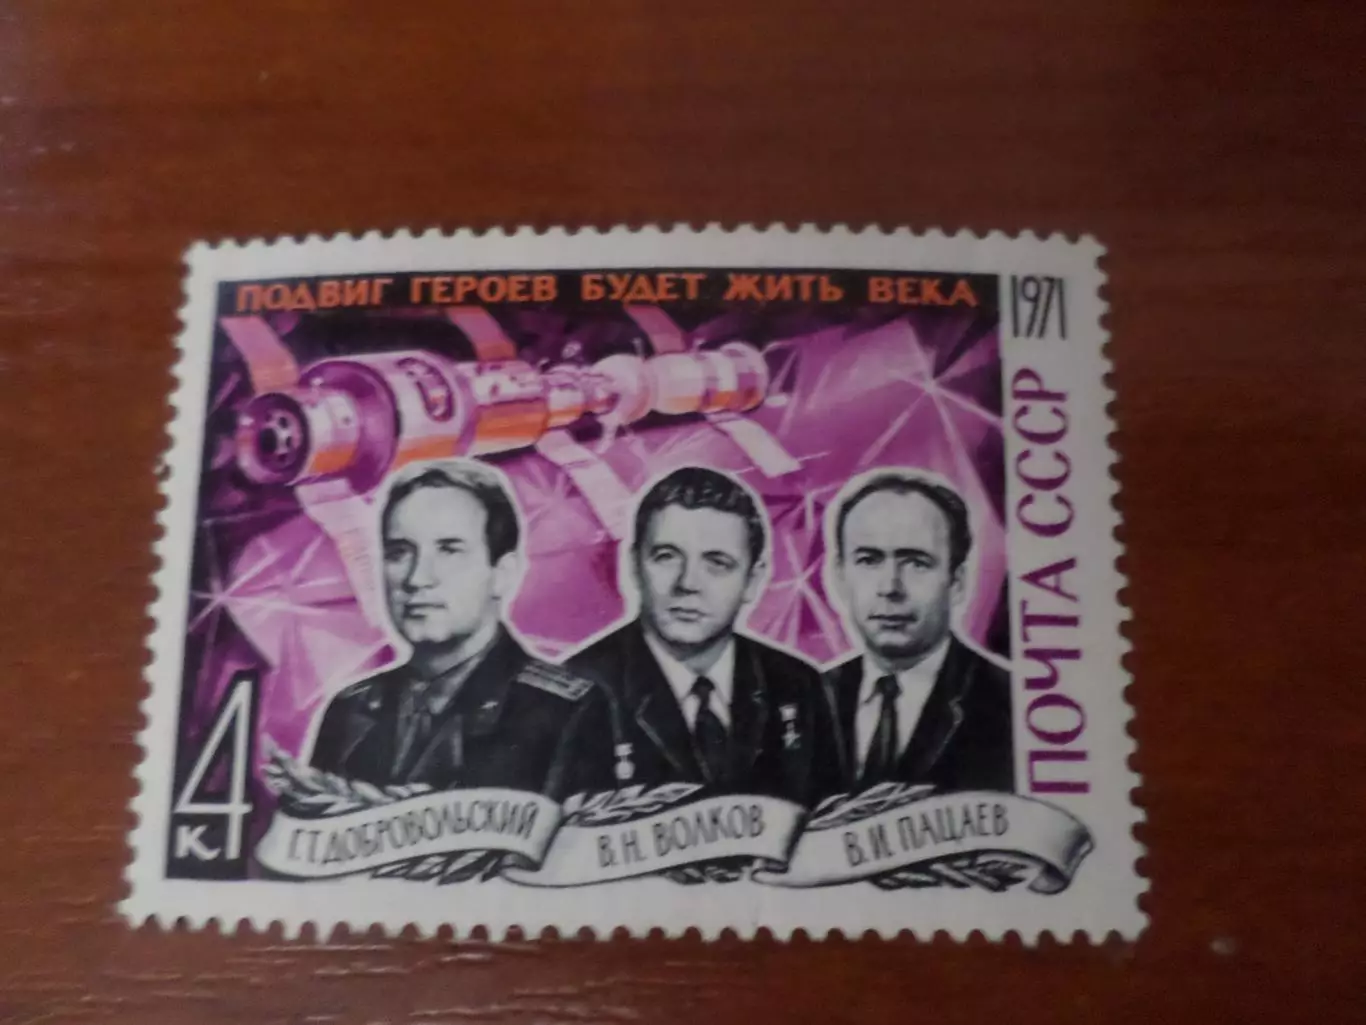 ПОДВИГ ГЕРОЕВ БУДЕТ ЖИТЬ ВЕКА
1971
ПОЧТА СССР
4
к
Г.Т. ДОБРОВОЛЬСКИЙ
В.Н. ВОЛКОВ
В.И. ПАЦАЕВ